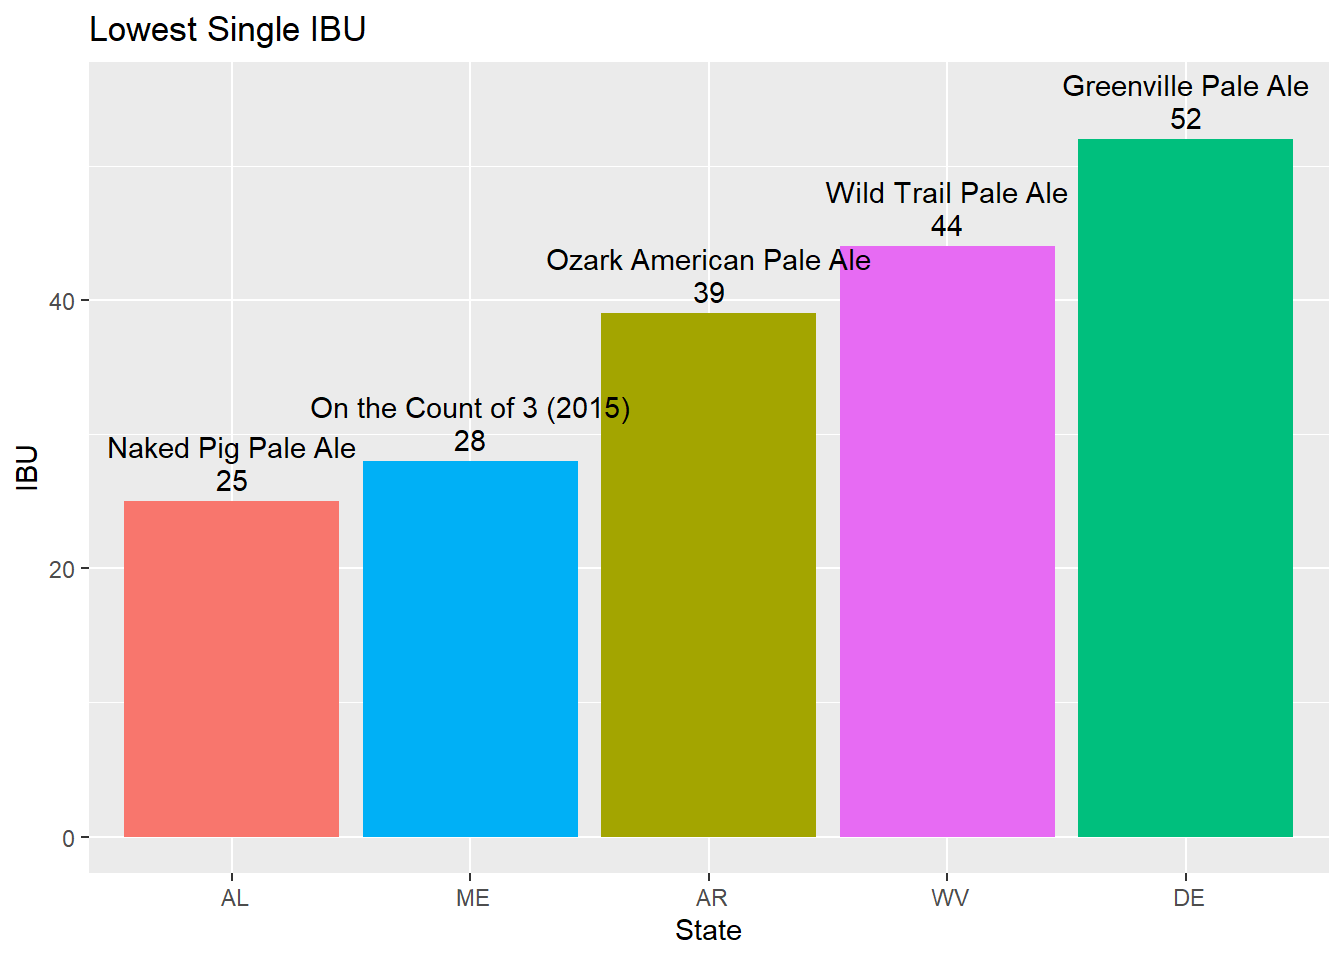 Lowest Single IBU
Greenville Pale Ale
52
Wild Trail Pale Ale
44
Ozark American Pale Ale
39
On the Count of 3 (2015)
28
Naked Pig Pale Ale
25
IBU
40
20
0
AL ME AR WV DE
State